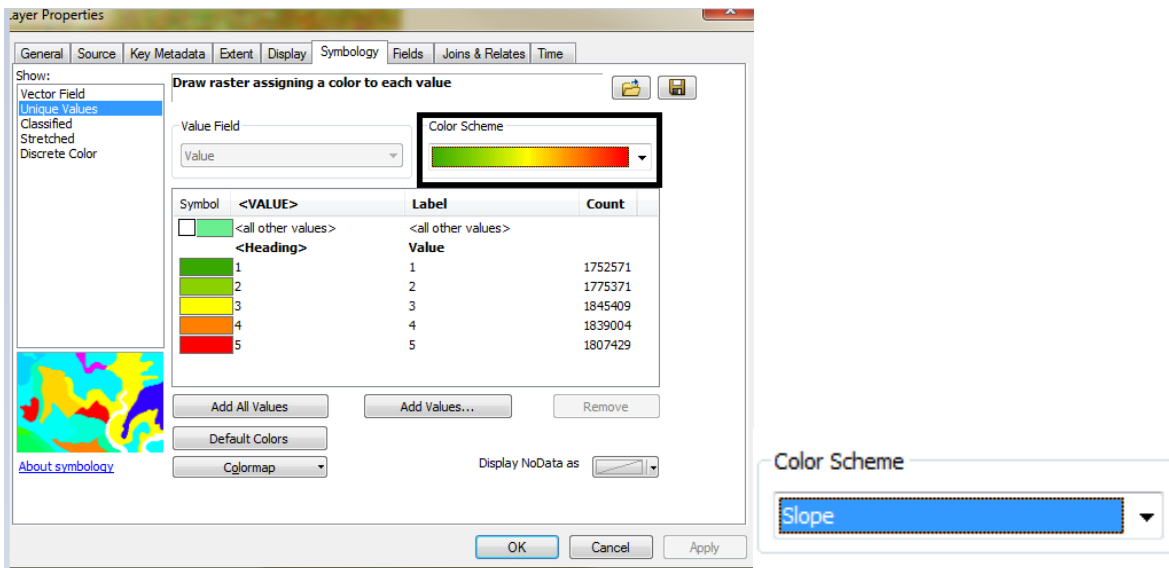 ayer Properties
General Source Key Metadata Extent Display Symbology Fields Joins & Relates Time
Show:
Vector Field
Unique Values
Classified
Stretched
Discrete Color
Draw raster assigning a color to each value
Value Field
Value
Color Scheme
Symbol <VALUE> Label Count
<all other values> <all other values>
<Heading> Value
1 1 1752571
2 2 1775371
3 3 1845409
4 4 1839004
5 5 1807429
Add All Values Add Values... Remove
Default Colors
Colormap Display NoData as
About symbology
OK Cancel Apply
Color Scheme
Slope